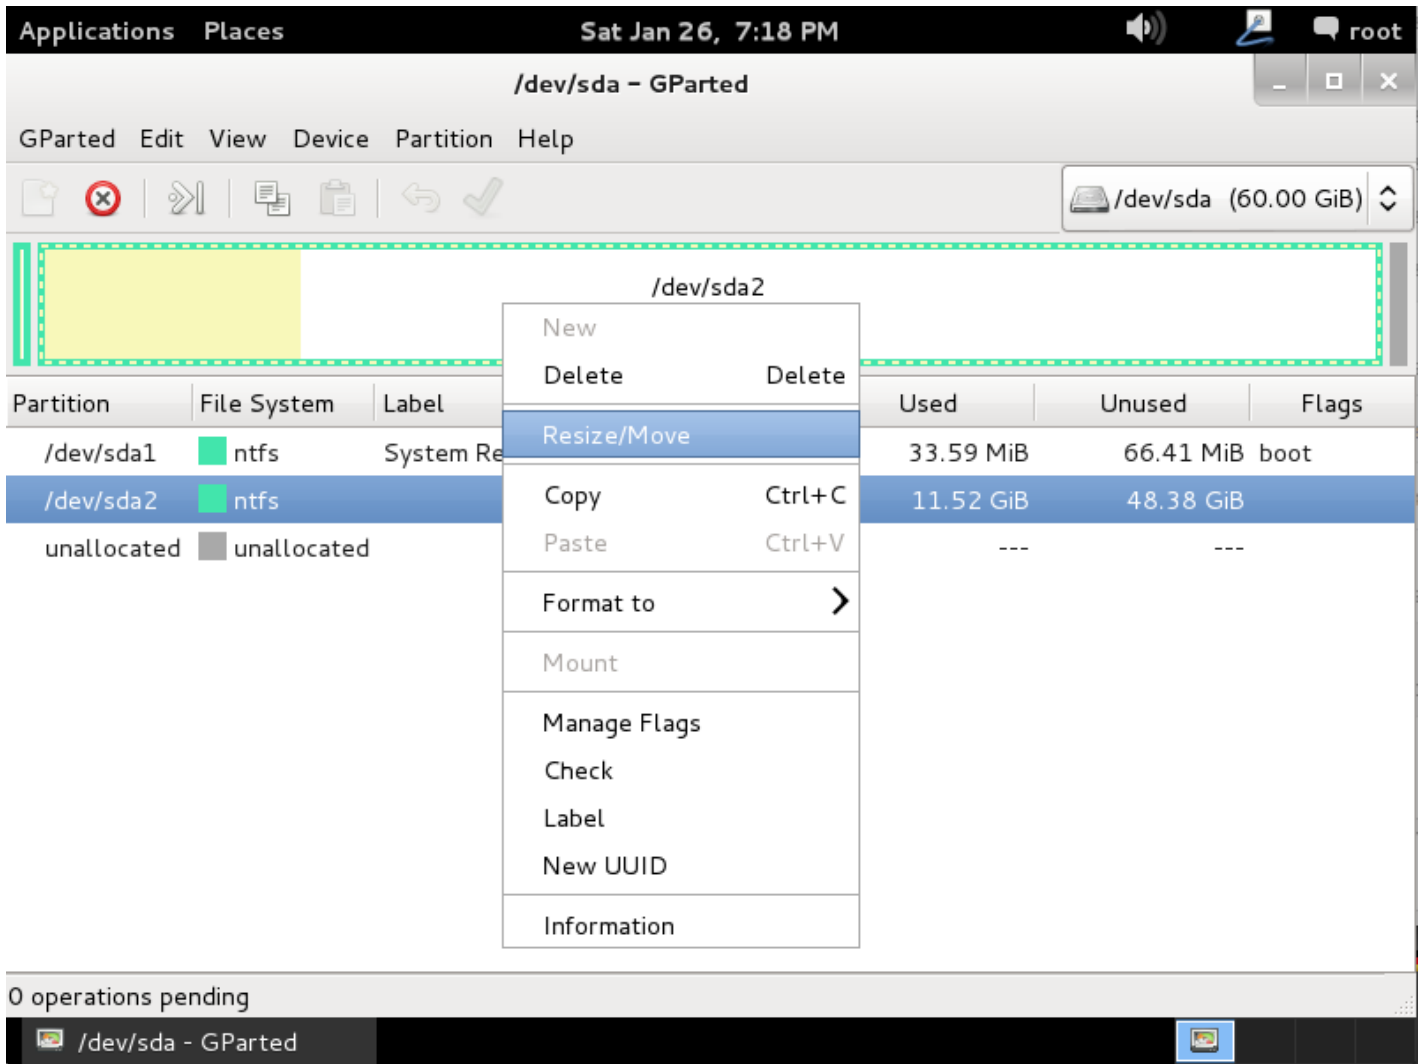 Applications Places Sat Jan 26, 7:18 PM root
/dev/sda - GParted
GParted Edit View Device Partition Help
/dev/sda (60.00 GiB)
/dev/sda2
New
Delete Delete
Resize/Move
Copy Ctrl+C
Paste Ctrl+V
Format to
Mount
Manage Flags
Check
Label
New UUID
Information
Partition File System Label Used Unused Flags
/dev/sda1 ntfs System Re 33.59 MiB 66.41 MiB boot
/dev/sda2 ntfs 11.52 GiB 48.38 GiB
unallocated unallocated --- ---
0 operations pending
/dev/sda - GParted